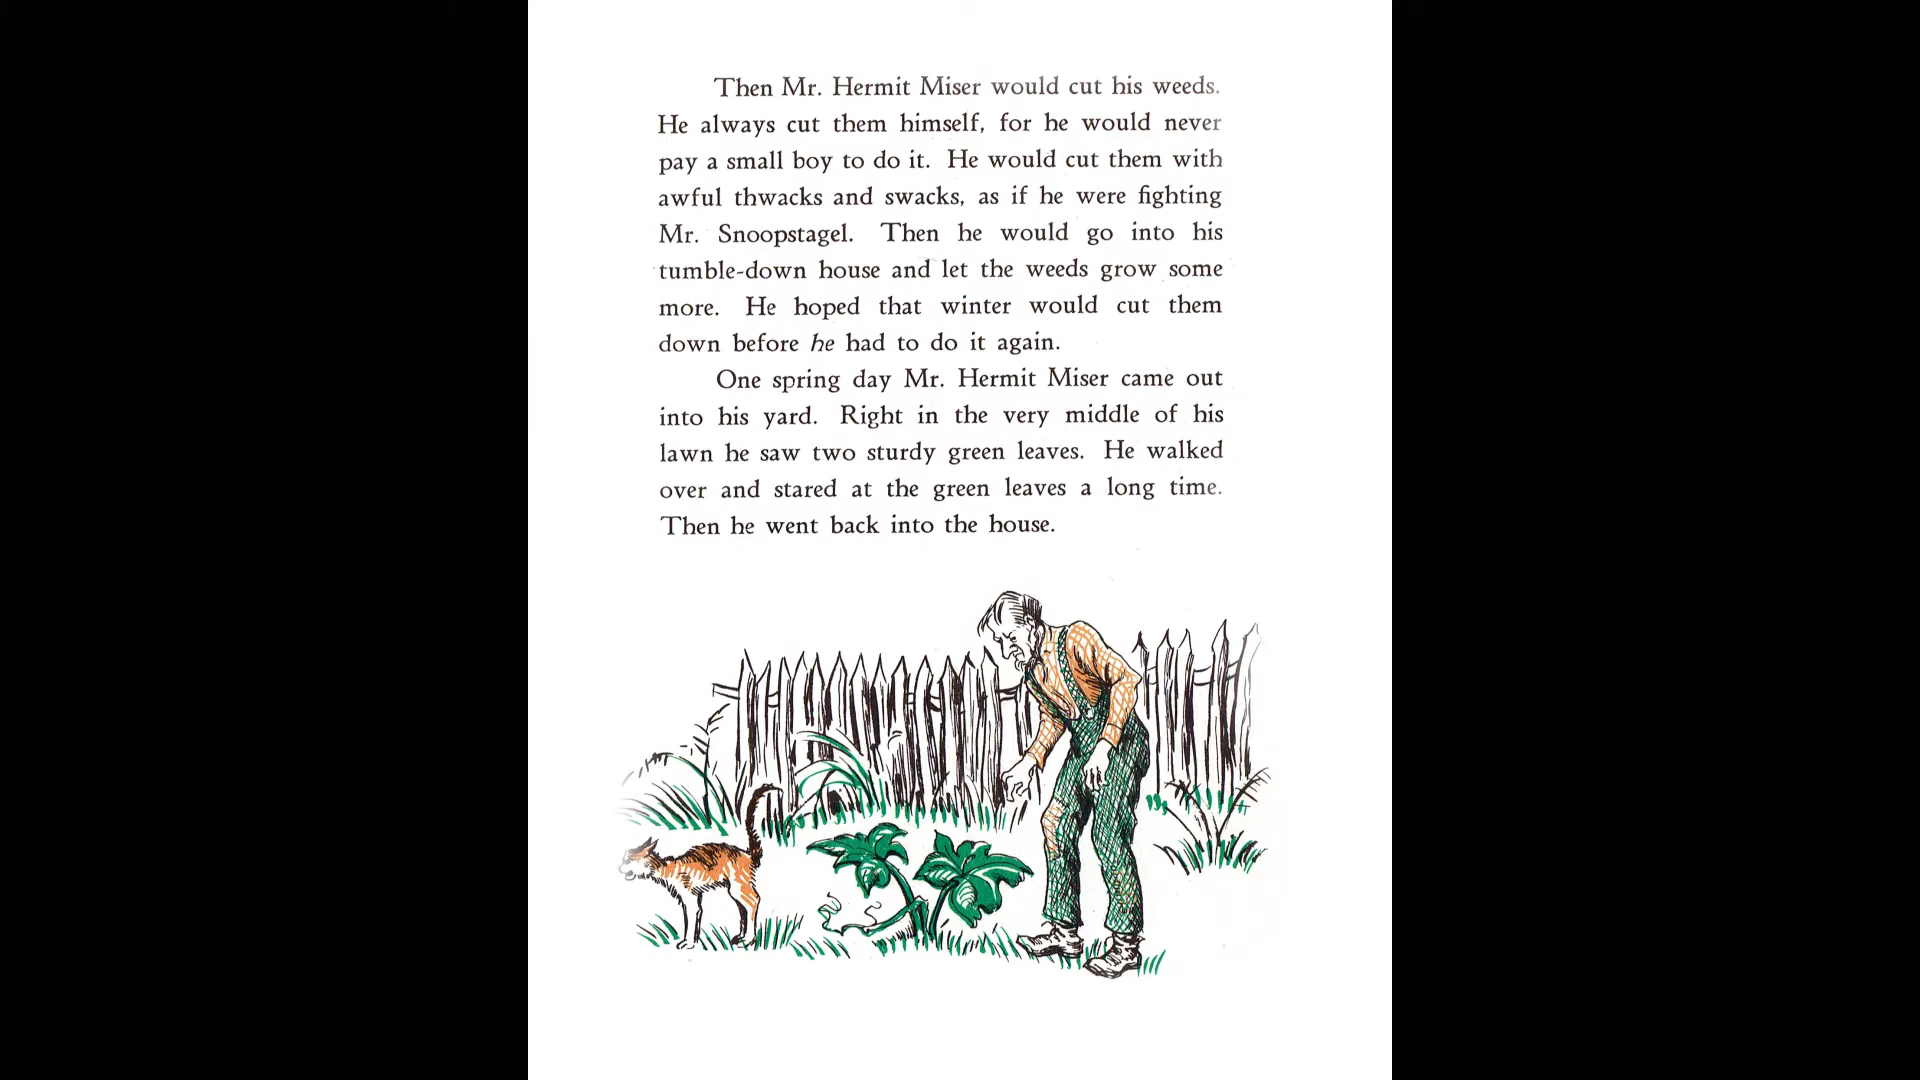 Then Mr. Hermit Miser would cut his weeds.
He always cut them himself, for he would never
pay a small boy to do it. He would cut them with
awful thwacks and swacks, as if he were fighting
Mr. Snoopstagel. Then he would go into his
tumble-down house and let the weeds grow some
more. He hoped that winter would cut them
down before he had to do it again.
One spring day Mr. Hermit Miser came out
into his yard. Right in the very middle of his
lawn he saw two sturdy green leaves. He walked
over and stared at the green leaves a long time.
Then he went back into the house.